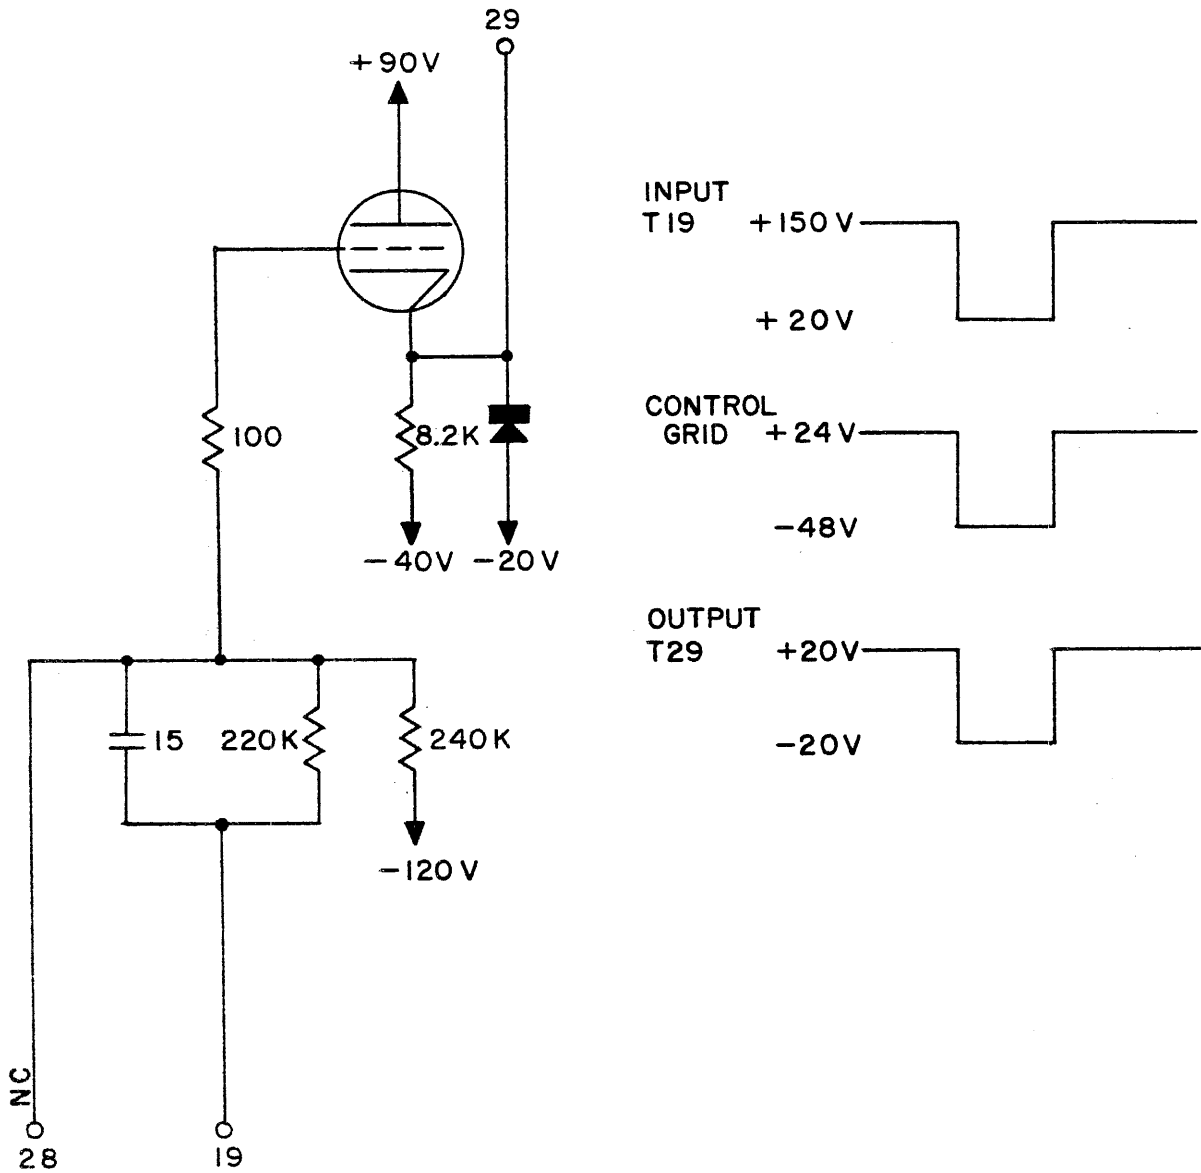 29
+90V
100
8.2K
-40V
-20V
15
220K
240K
-120V
NC
28
19
INPUT
T19 +150V
+20V
CONTROL
GRID +24V
-48V
OUTPUT
T29 +20V
-20V